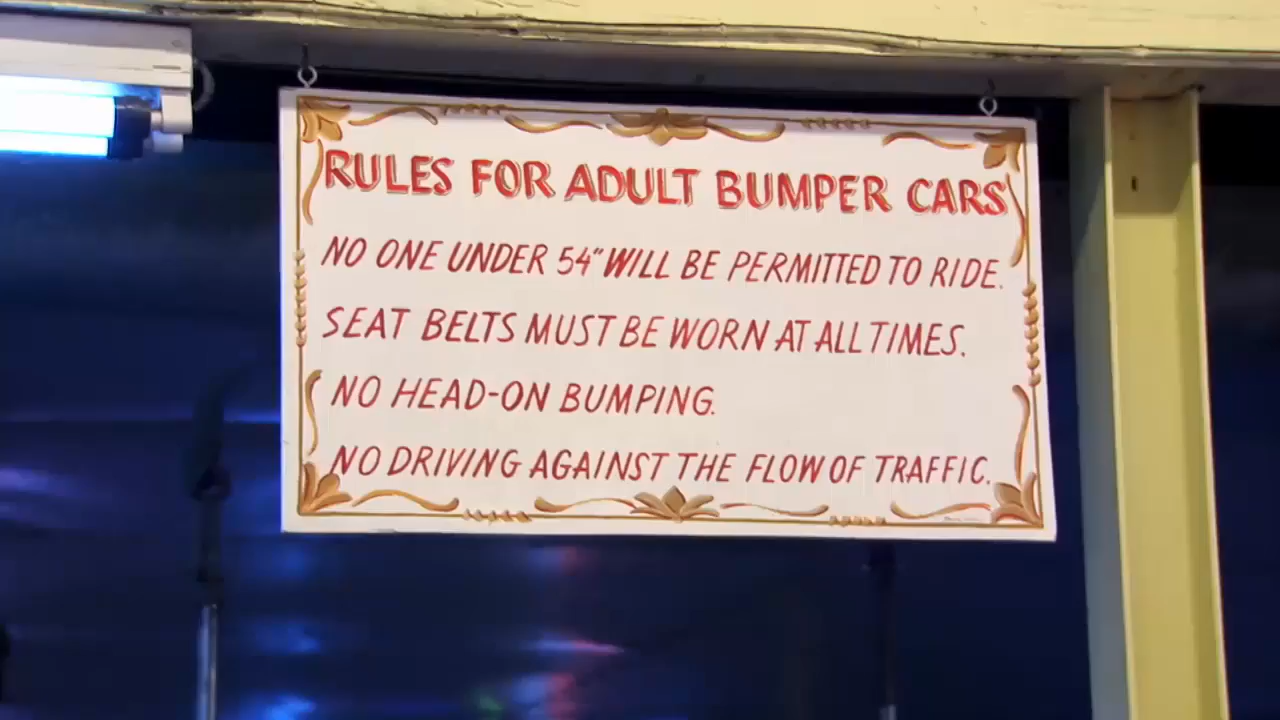 RULES FOR ADULT BUMPER CARS
NO ONE UNDER 54" WILL BE PERMITTED TO RIDE.
SEAT BELTS MUST BE WORN AT ALL TIMES.
NO HEAD-ON BUMPING.
NO DRIVING AGAINST THE FLOW OF TRAFFIC.